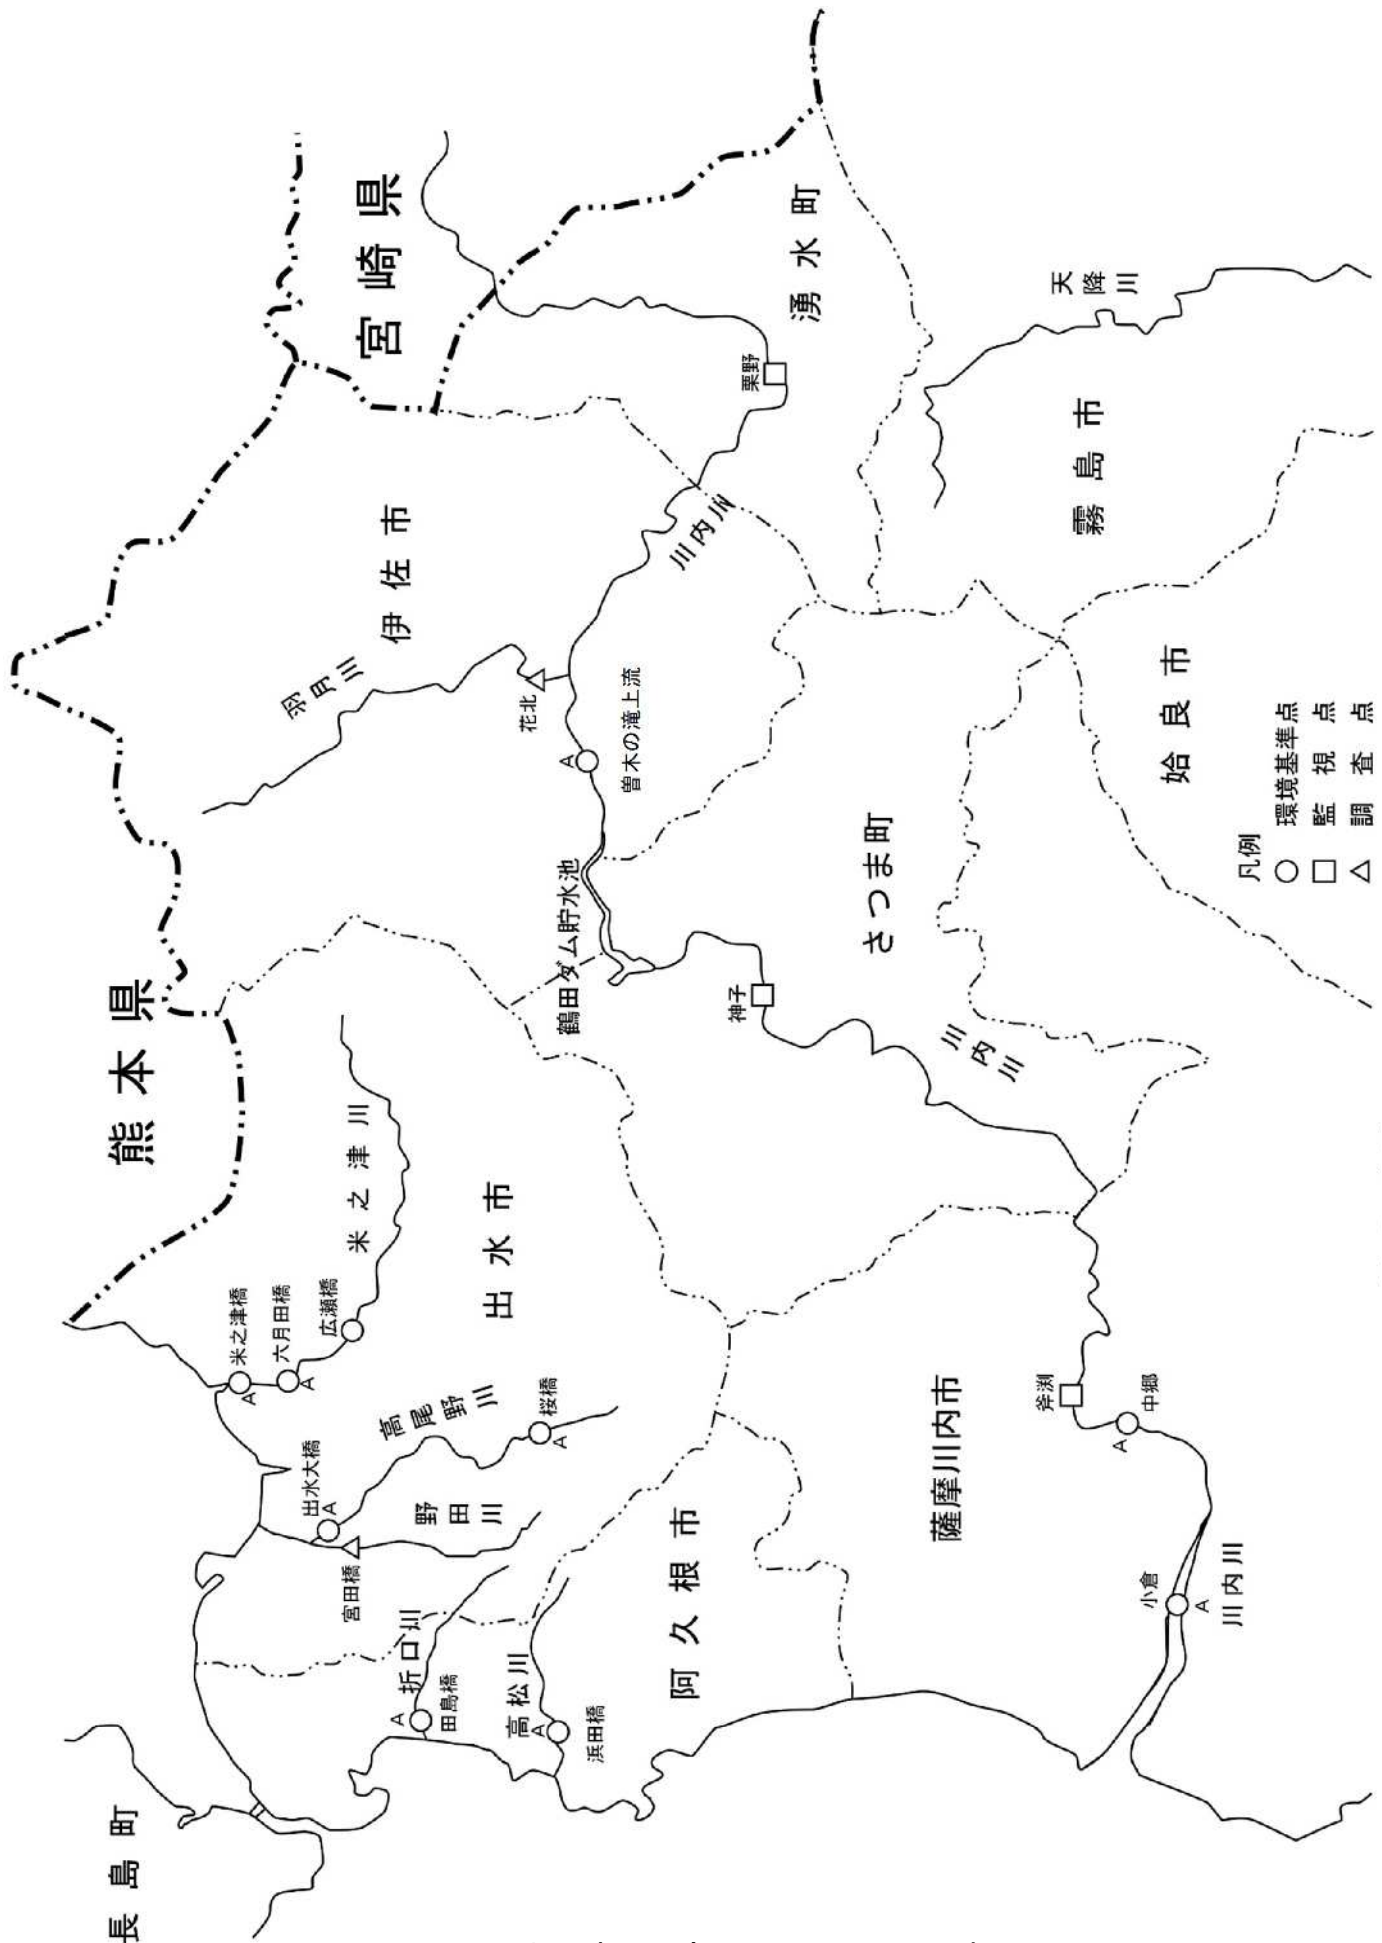 熊本県
宮崎県
長島町
出水市
伊佐市
湧水町
阿久根市
薩摩川内市
さつま町
霧島市
姶良市
米之津川
米之津橋
A
六月田橋
A
広瀬橋
高尾野川
出水大橋
A
桜橋
A
野田川
宮田橋
折口川
A
田島橋
高松川
A
浜田橋
羽月川
花北
A
曽木の滝上流
鶴田ダム貯水池
川内川
栗野
神子
川内川
斧渕
中郷
A
小倉
A
川内川
天降川
凡例
○ 環境基準点
□ 監視点
△ 調査点